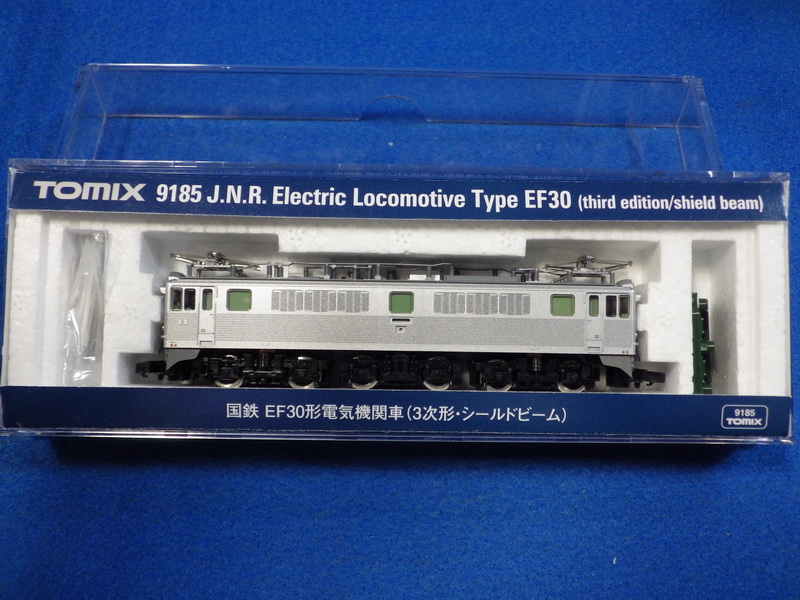 TOMIX 9185 J.N.R. Electric Locomotive Type EF30 (third edition/shield beam)
国鉄 EF30形電気機関車(3次形・シールドビーム)
9185
TOMIX